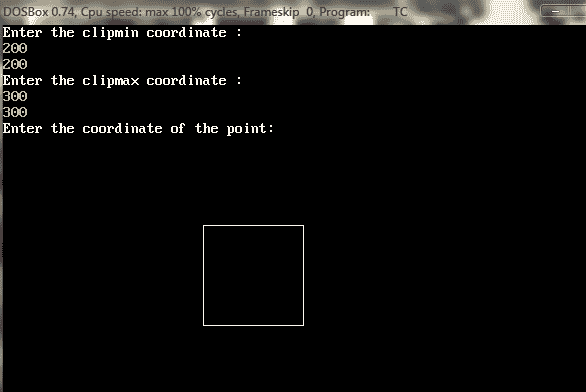 DOSBox 0.74, Cpu speed: max 100% cycles, Frameskip 0, Program: TC
Enter the clipmin coordinate :
200
200
Enter the clipmax coordinate :
300
300
Enter the coordinate of the point: